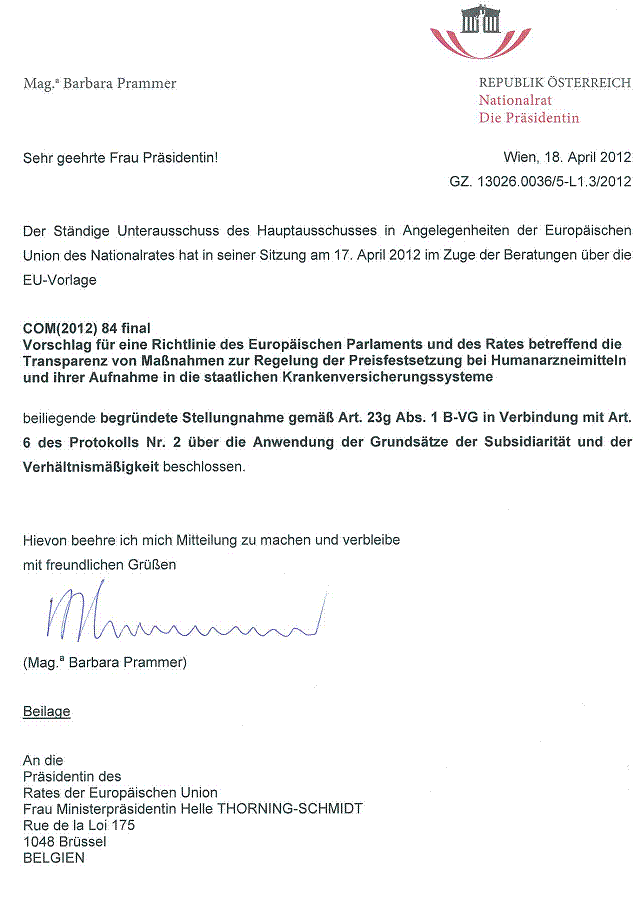 Mag.ª Barbara Prammer
REPUBLIK ÖSTERREICH
Nationalrat
Die Präsidentin
Sehr geehrte Frau Präsidentin!
Wien, 18. April 2012
GZ. 13026.0036/5-L1.3/2012
Der Ständige Unterausschuss des Hauptausschusses in Angelegenheiten der Europäischen
Union des Nationalrates hat in seiner Sitzung am 17. April 2012 im Zuge der Beratungen über die
EU-Vorlage
COM(2012) 84 final
Vorschlag für eine Richtlinie des Europäischen Parlaments und des Rates betreffend die
Transparenz von Maßnahmen zur Regelung der Preisfestsetzung bei Humanarzneimitteln
und ihrer Aufnahme in die staatlichen Krankenversicherungssysteme
beiliegende begründete Stellungnahme gemäß Art. 23g Abs. 1 B-VG in Verbindung mit Art.
6 des Protokolls Nr. 2 über die Anwendung der Grundsätze der Subsidiarität und der
Verhältnismäßigkeit beschlossen.
Hievon beehre ich mich Mitteilung zu machen und verbleibe
mit freundlichen Grüßen
(Mag.ª Barbara Prammer)
Beilage
An die
Präsidentin des
Rates der Europäischen Union
Frau Ministerpräsidentin Helle THORNING-SCHMIDT
Rue de la Loi 175
1048 Brüssel
BELGIEN